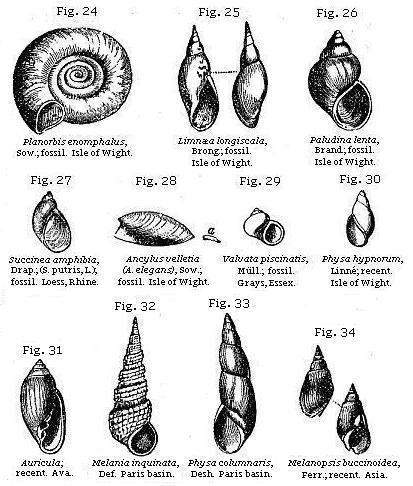 Fig. 24
Fig. 25
Fig. 26
Planorbis enomphalus,
Sow.; fossil. Isle of Wight.
Limnæa longiscala,
Brong.; fossil.
Isle of Wight.
Paludina lenta,
Brand.; fossil.
Isle of Wight.
Fig. 27
Fig. 28
Fig. 29
Fig. 30
a
Succinea amphibia,
Drap.; (S. putris, L.),
fossil. Loess, Rhine.
Ancylus velletia
(A. elegans), Sow.;
fossil. Isle of Wight.
Valvata piscinatis,
Müll.; fossil.
Grays, Essex.
Physa hypnorum,
Linné; recent.
Isle of Wight.
Fig. 31
Fig. 32
Fig. 33
Fig. 34
Auricula;
recent. Ava.
Melania inquinata,
Def. Paris basin.
Physa columnaris,
Desh. Paris basin.
Melanopsis buccinoidea,
Ferr.; recent. Asia.